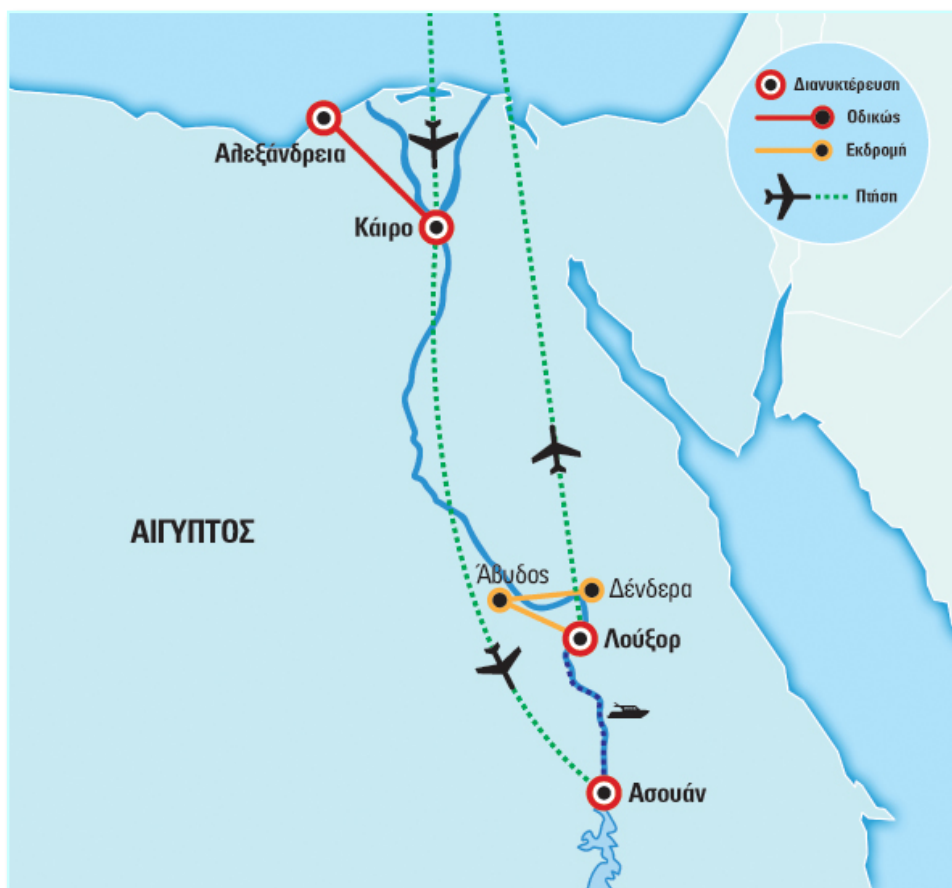 Διανυκτέρευση
Οδικώς
Εκδρομή
Πτήση
Αλεξάνδρεια
Κάιρο
ΑΙΓΥΠΤΟΣ
Άβυδος
Δένδερα
Λούξορ
Ασουάν